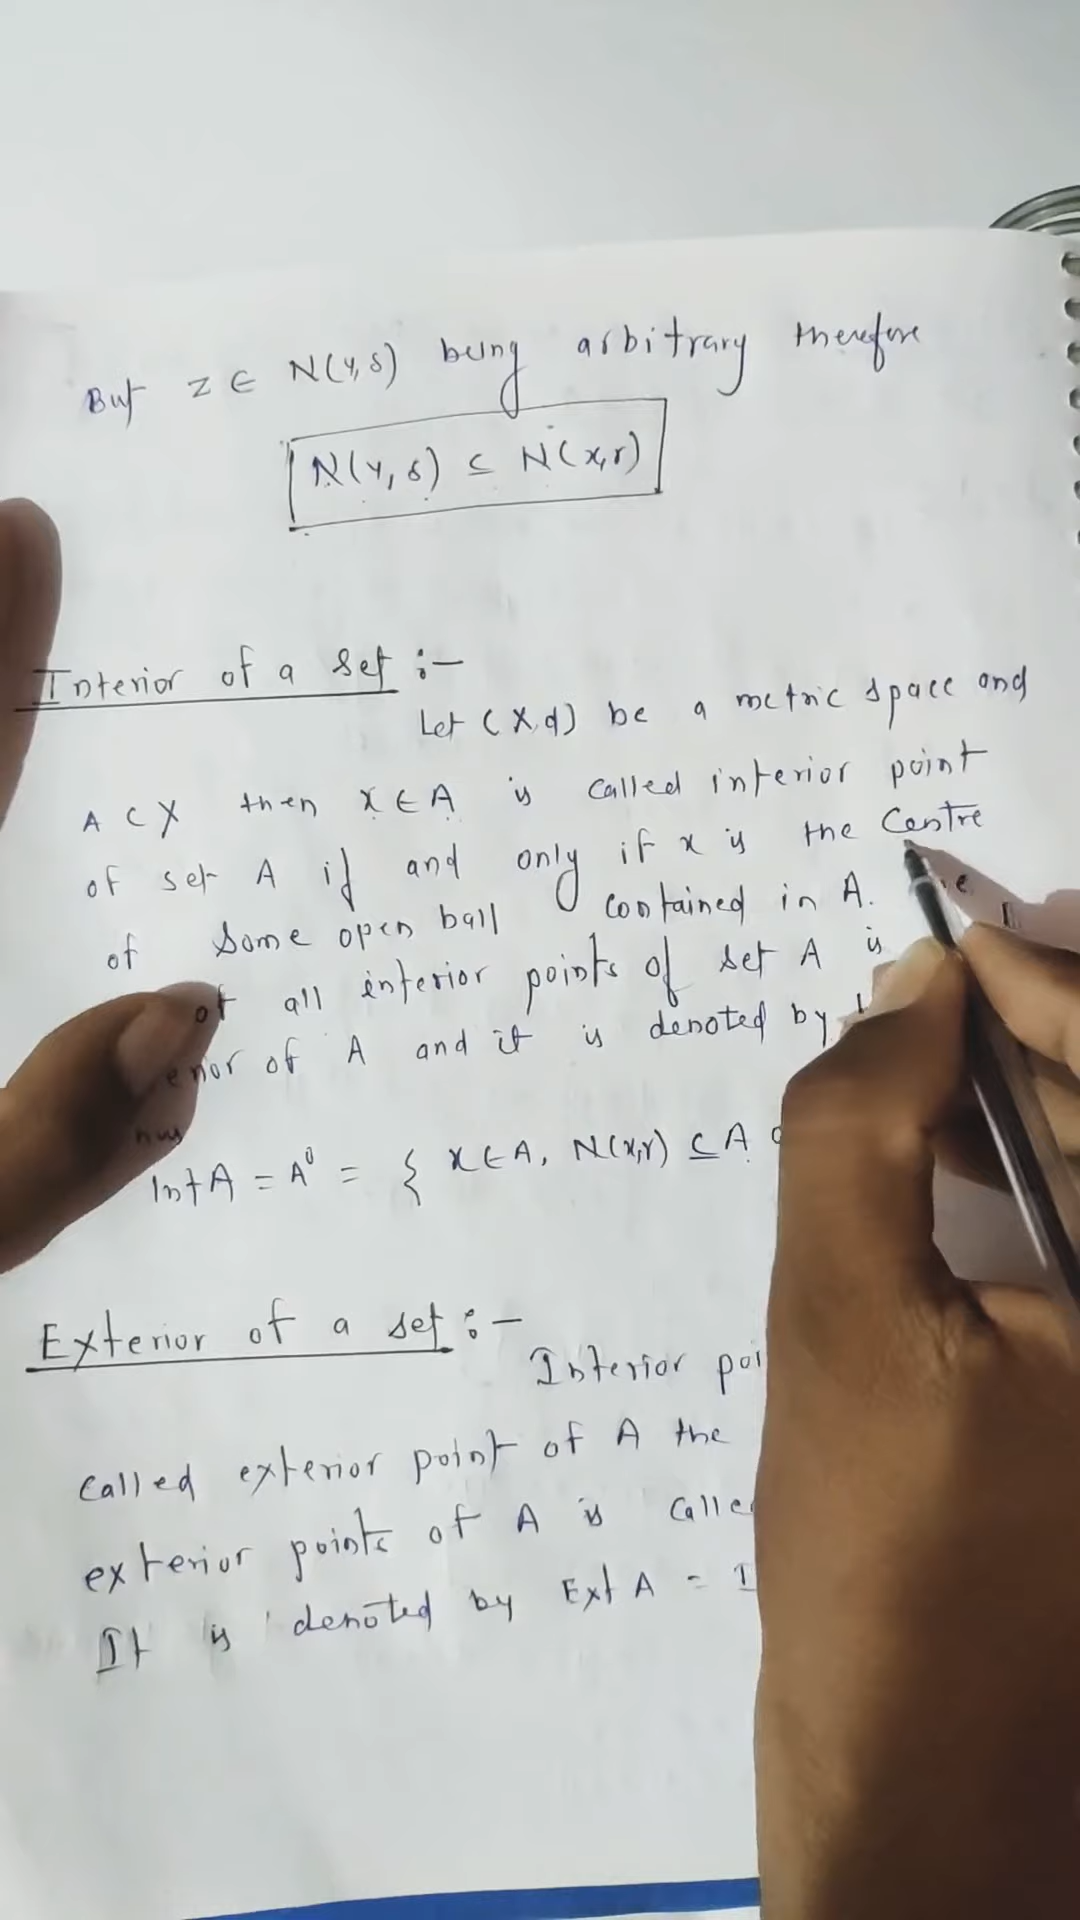 But z ∈ N(y,s) being arbitrary therefore
N(y,s) ⊆ N(x,r)
Interior of a set :-
Let (X,d) be a metric space and
A ⊂ X then x ∈ A is called interior point
of set A if and only if x is the Centre
of some open ball contained in A.
of all interior points of set A is
of A and it is denoted by
Int A = A⁰ = { x ∈ A, N(x,r) ⊆ A
Exterior of a set :-
Interior
called exterior point of A the
exterior points of A is
It is denoted by Ext A =